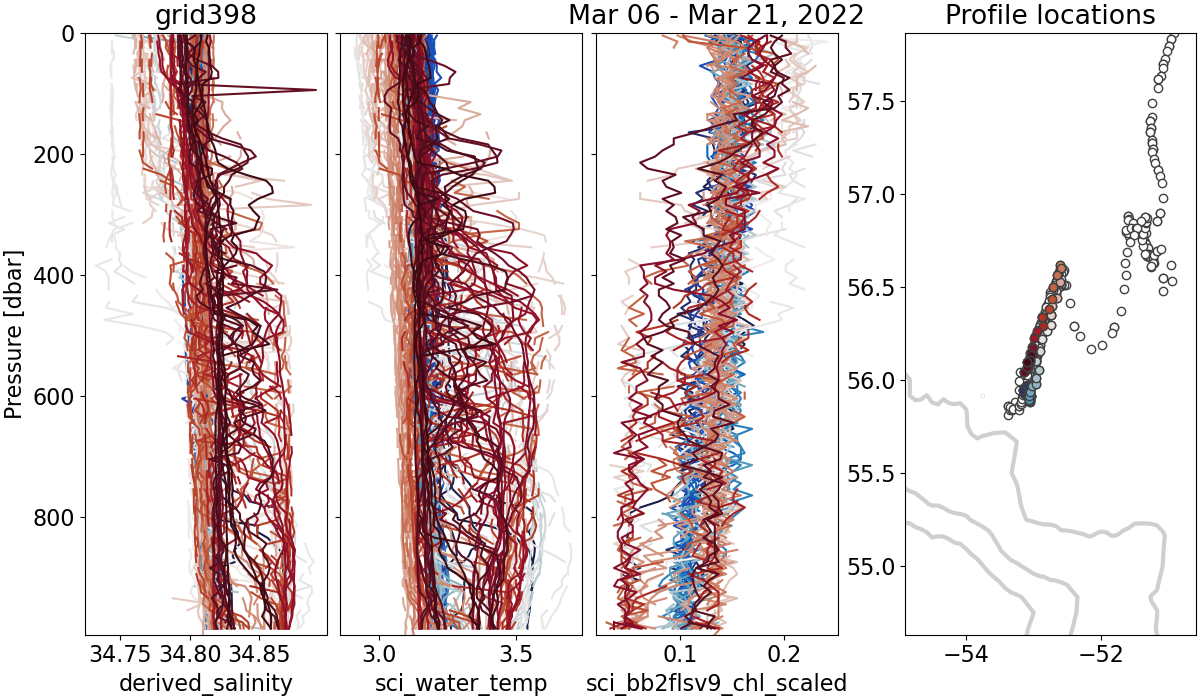 grid398
Mar 06 - Mar 21, 2022
Profile locations
Pressure [dbar]
0
200
400
600
800
34.75 34.80 34.85
derived_salinity
3.0 3.5
sci_water_temp
0.1 0.2
sci_bb2flsv9_chl_scaled
57.5
57.0
56.5
56.0
55.5
55.0
−54 −52